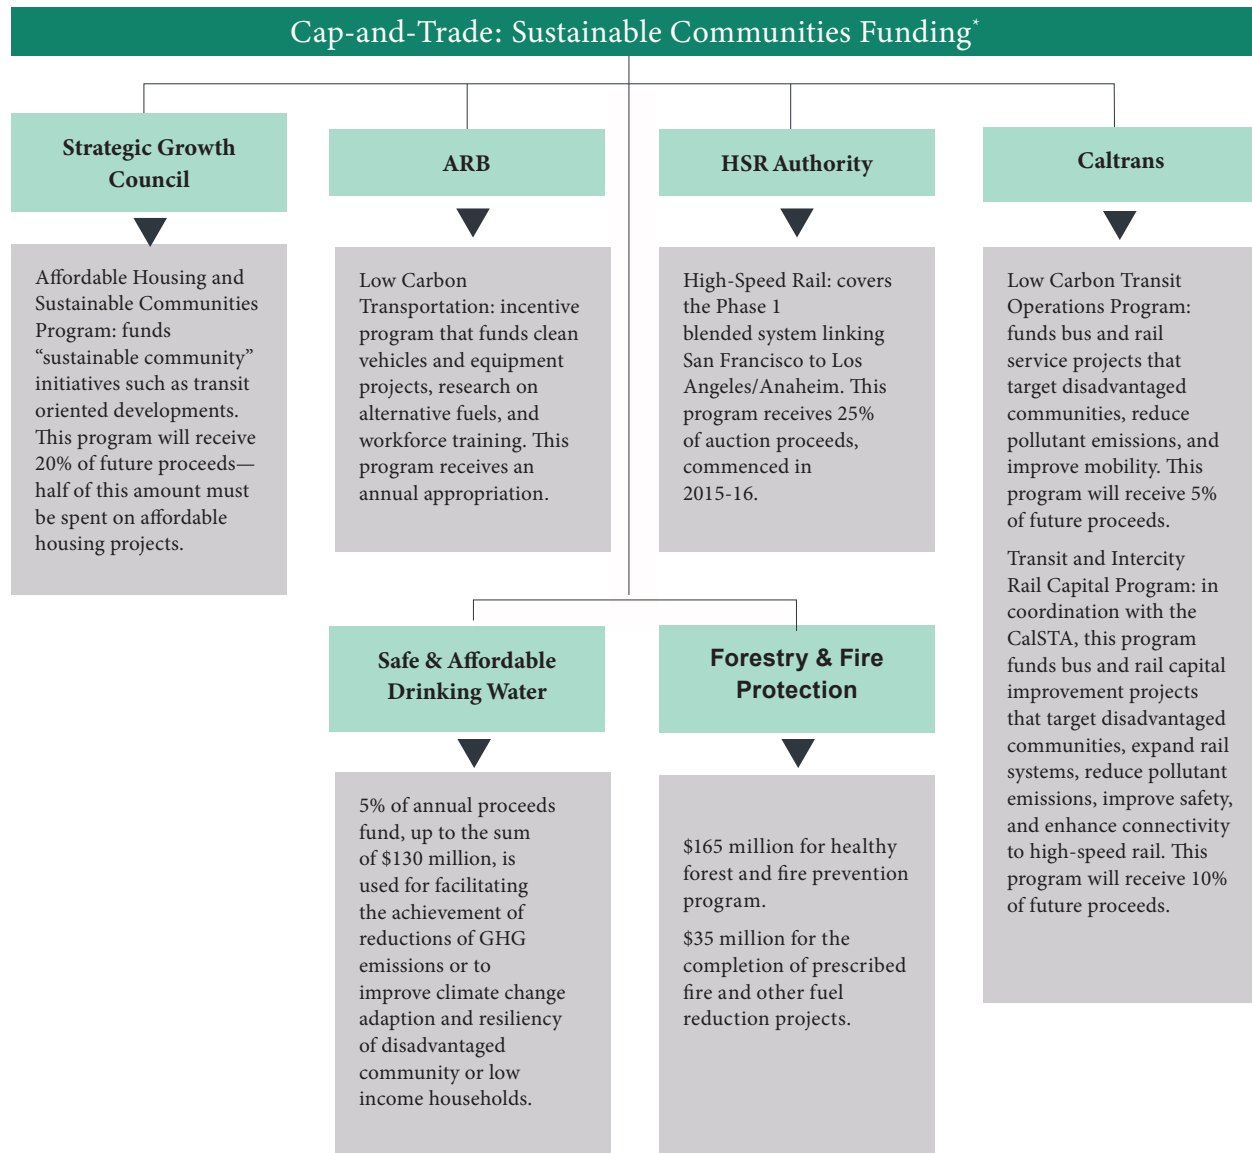 Cap-and-Trade: Sustainable Communities Funding*
Strategic Growth
Council
Affordable Housing and
Sustainable Communities
Program: funds
“sustainable community”
initiatives such as transit
oriented developments.
This program will receive
20% of future proceeds—
half of this amount must
be spent on affordable
housing projects.
ARB
Low Carbon
Transportation: incentive
program that funds clean
vehicles and equipment
projects, research on
alternative fuels, and
workforce training. This
program receives an
annual appropriation.
HSR Authority
High-Speed Rail: covers
the Phase 1
blended system linking
San Francisco to Los
Angeles/Anaheim. This
program receives 25%
of auction proceeds,
commenced in
2015-16.
Caltrans
Low Carbon Transit
Operations Program:
funds bus and rail
service projects that
target disadvantaged
communities, reduce
pollutant emissions, and
improve mobility. This
program will receive 5%
of future proceeds.
Transit and Intercity
Rail Capital Program: in
coordination with the
CalSTA, this program
funds bus and rail capital
improvement projects
that target disadvantaged
communities, expand rail
systems, reduce pollutant
emissions, improve safety,
and enhance connectivity
to high-speed rail. This
program will receive 10%
of future proceeds.
Safe & Affordable
Drinking Water
5% of annual proceeds
fund, up to the sum
of $130 million, is
used for facilitating
the achievement of
reductions of GHG
emissions or to
improve climate change
adaption and resiliency
of disadvantaged
community or low
income households.
Forestry & Fire
Protection
$165 million for healthy
forest and fire prevention
program.
$35 million for the
completion of prescribed
fire and other fuel
reduction projects.